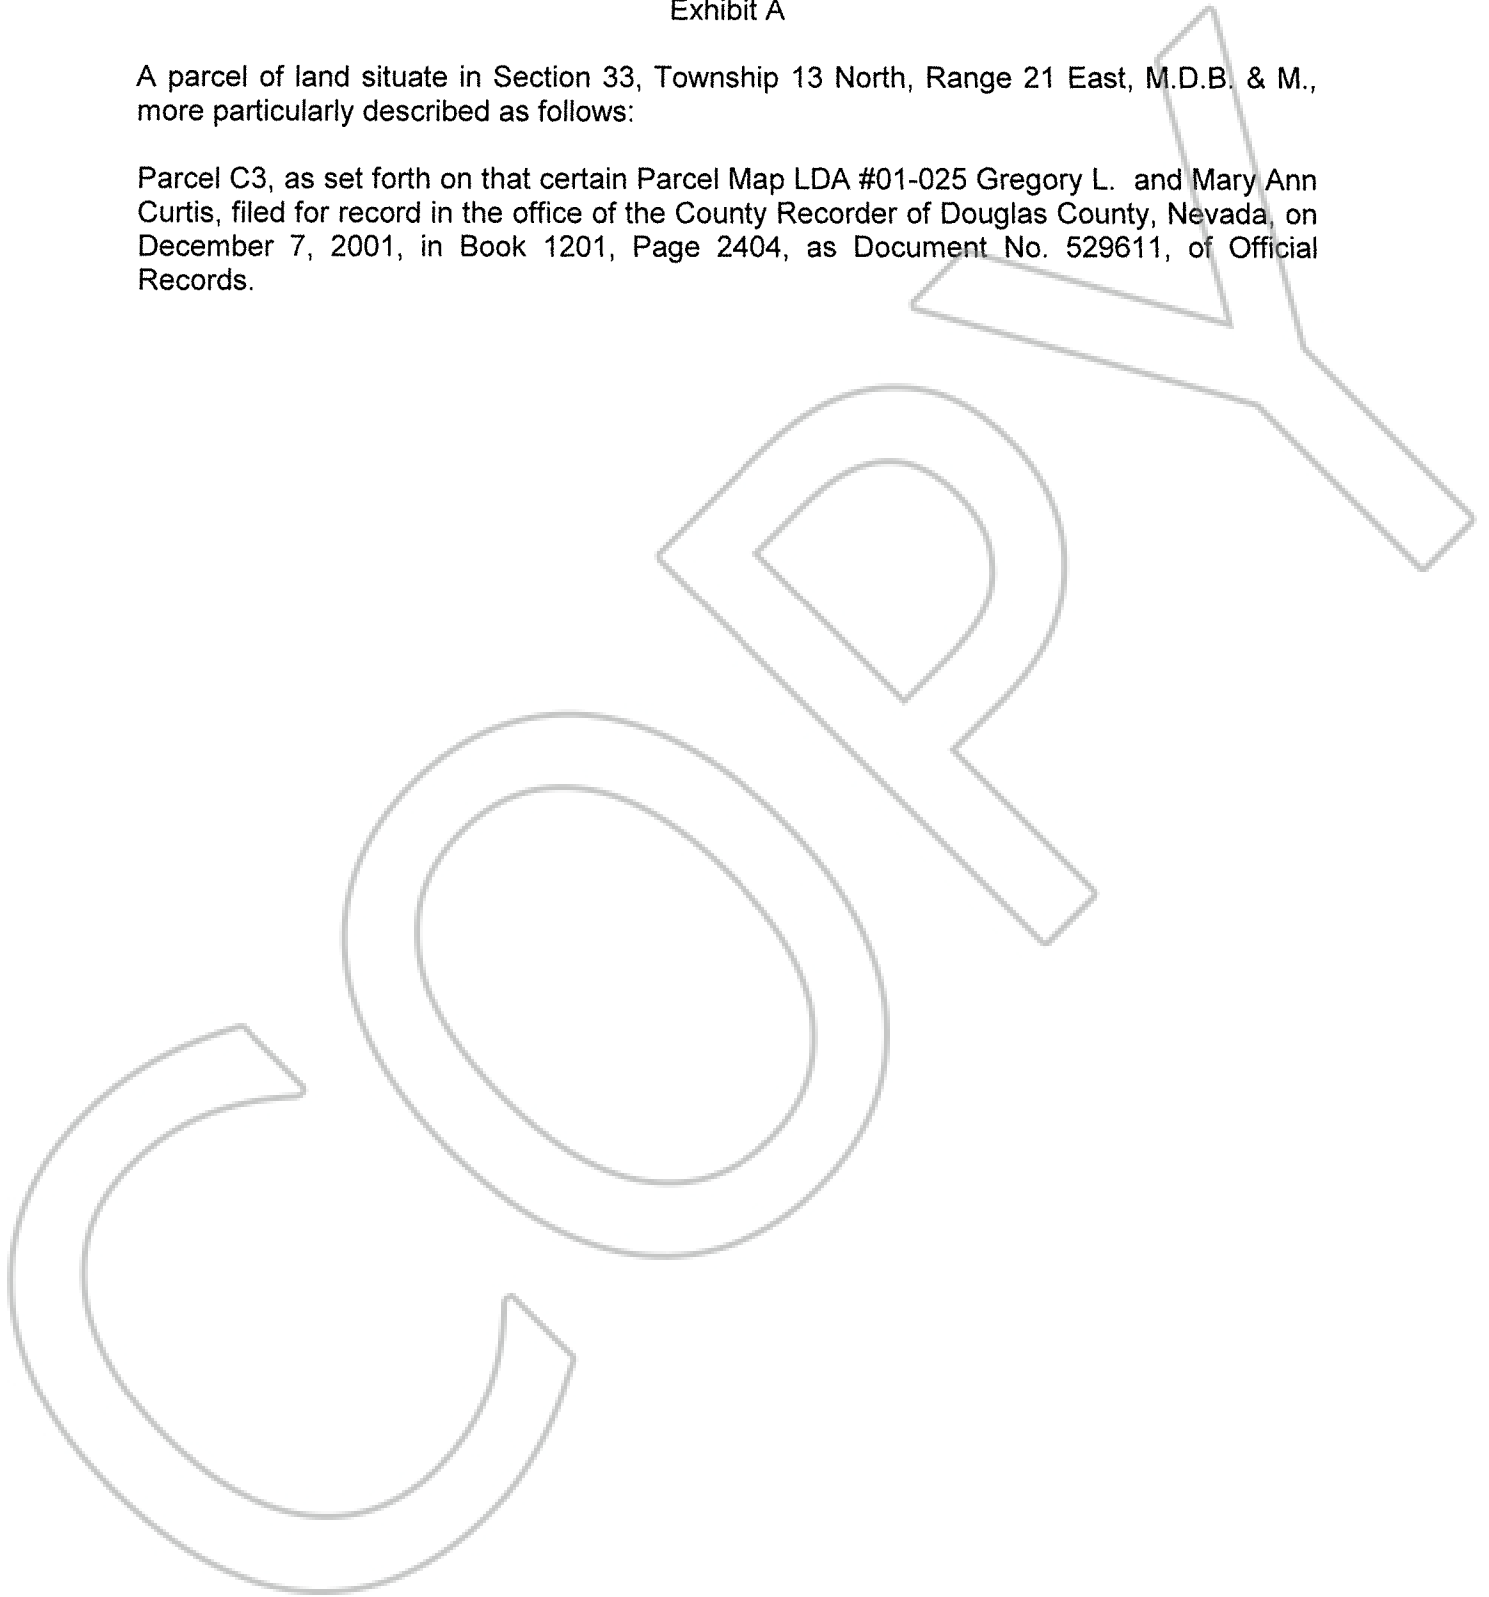 Exhibit A
A parcel of land situate in Section 33, Township 13 North, Range 21 East, M.D.B. & M.,
more particularly described as follows:
Parcel C3, as set forth on that certain Parcel Map LDA #01-025 Gregory L. and Mary Ann
Curtis, filed for record in the office of the County Recorder of Douglas County, Nevada, on
December 7, 2001, in Book 1201, Page 2404, as Document No. 529611, of Official
Records.
COPY